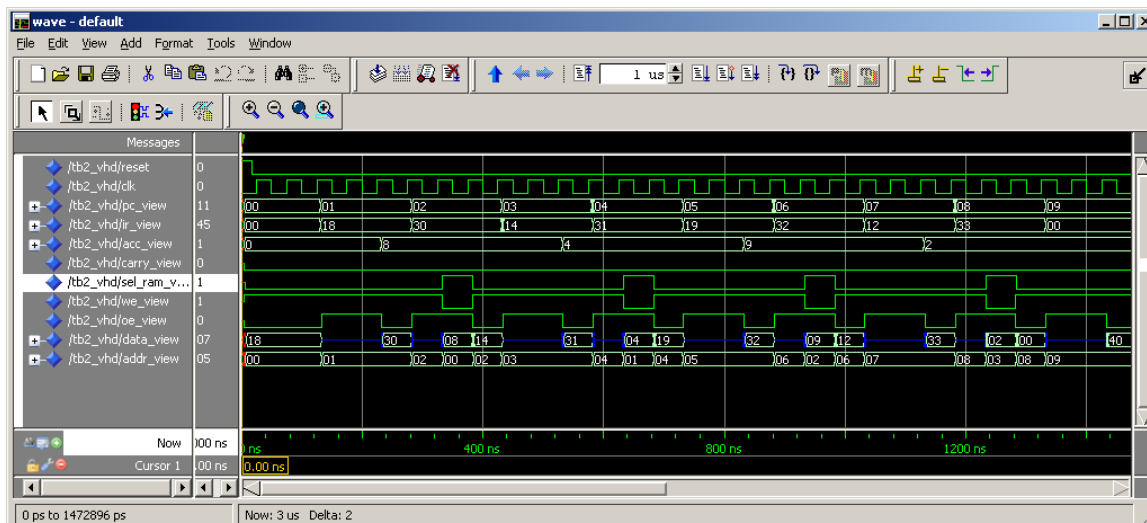 wave - default
File Edit View Add Format Tools Window
1 us
Messages
/tb2_vhd/reset 0
/tb2_vhd/clk 0
/tb2_vhd/pc_view 11 00 01 02 03 04 05 06 07 08 09
/tb2_vhd/ir_view 45 00 18 30 14 31 19 32 12 33 00
/tb2_vhd/acc_view 1 0 8 4 9 2
/tb2_vhd/carry_view 0
/tb2_vhd/sel_ram_v... 1
/tb2_vhd/we_view 1
/tb2_vhd/oe_view 0
/tb2_vhd/data_view 07 18 30 08 14 31 04 19 32 09 12 33 02 00 40
/tb2_vhd/addr_view 05 00 01 02 00 02 03 04 01 04 05 06 02 06 07 08 03 08 09
Now 000 ns ns 400 ns 800 ns 1200 ns
Cursor 1 .00 ns 0.00 ns
0 ps to 1472896 ps Now: 3 us Delta: 2